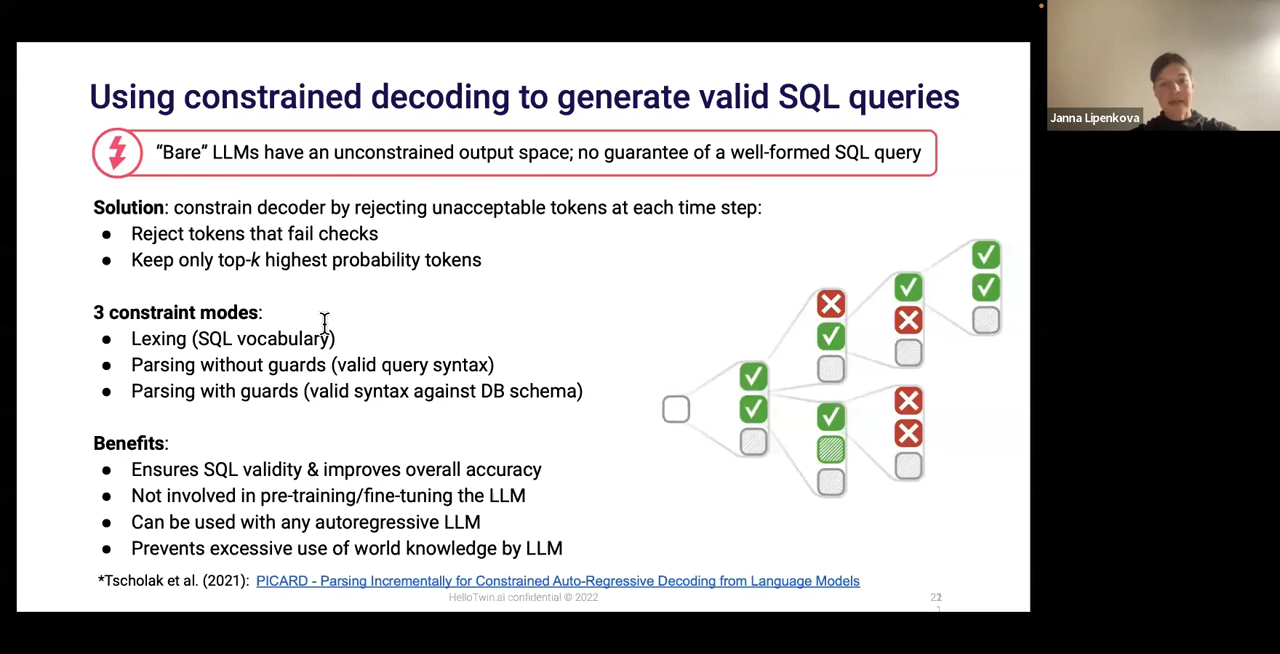 Using constrained decoding to generate valid SQL queries
“Bare” LLMs have an unconstrained output space; no guarantee of a well-formed SQL query
Solution: constrain decoder by rejecting unacceptable tokens at each time step:
● Reject tokens that fail checks
● Keep only top-k highest probability tokens
3 constraint modes:
● Lexing (SQL vocabulary)
● Parsing without guards (valid query syntax)
● Parsing with guards (valid syntax against DB schema)
Benefits:
● Ensures SQL validity & improves overall accuracy
● Not involved in pre-training/fine-tuning the LLM
● Can be used with any autoregressive LLM
● Prevents excessive use of world knowledge by LLM
*Tscholak et al. (2021): PICARD - Parsing Incrementally for Constrained Auto-Regressive Decoding from Language Models
HelloTwin.ai confidential © 2022
Janna Lipenkova